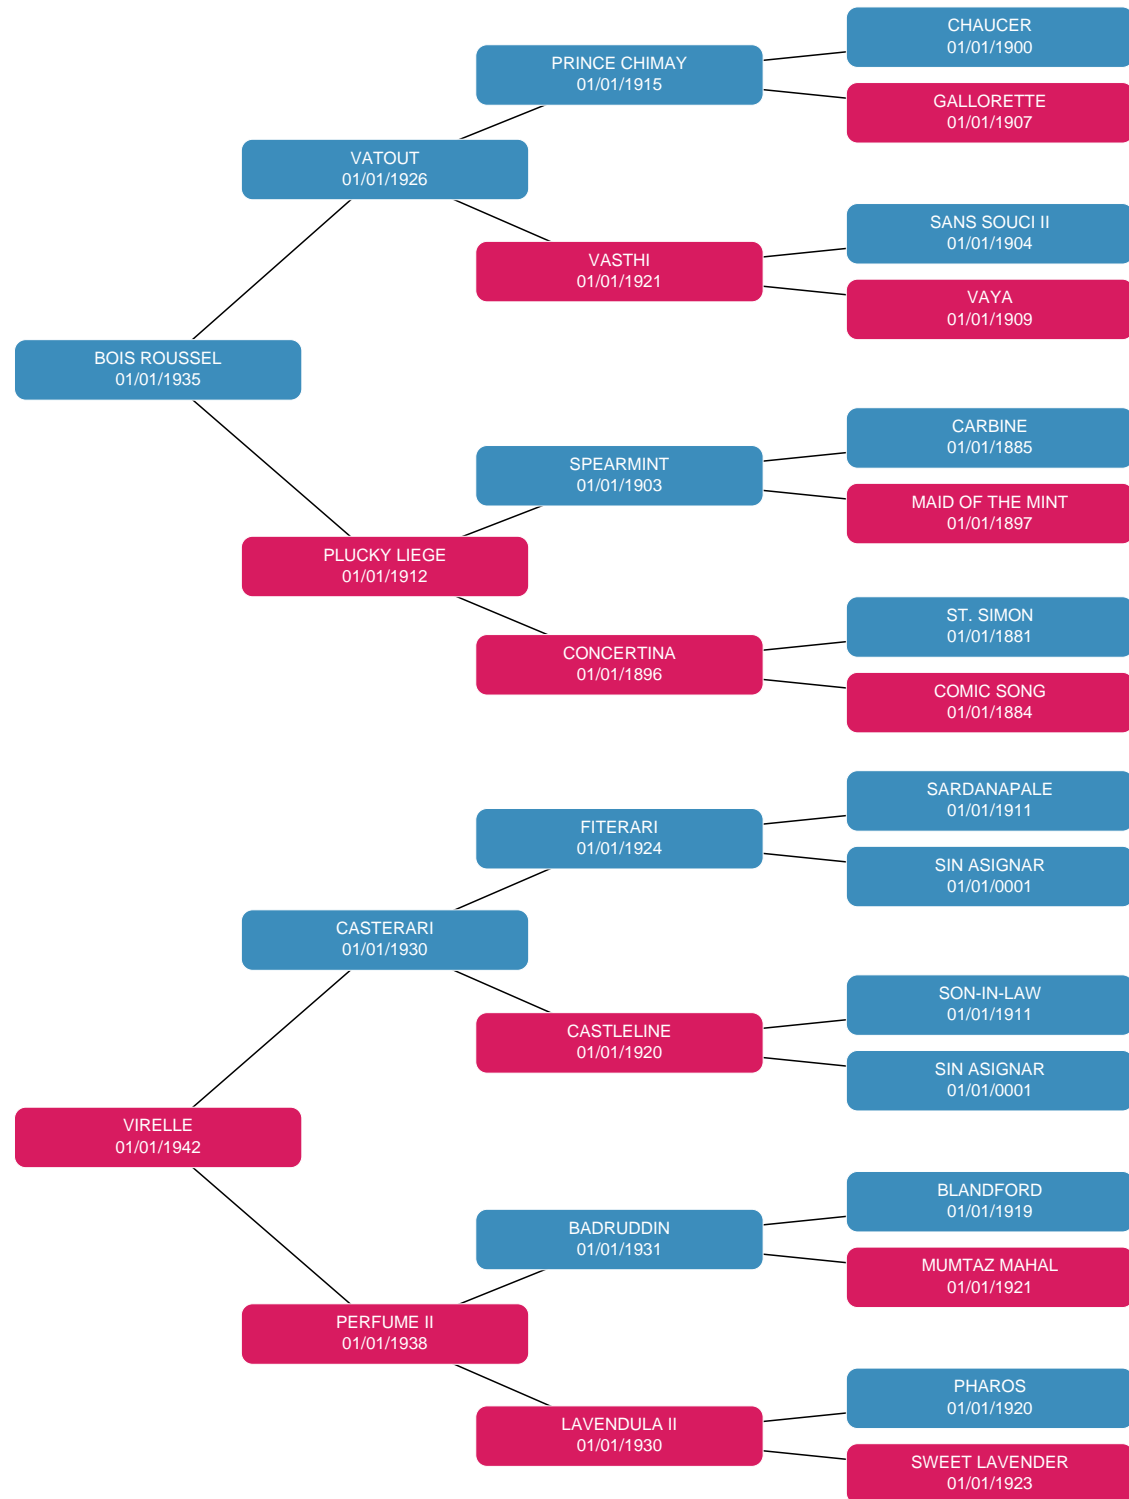 CHAUCER
01/01/1900
PRINCE CHIMAY
01/01/1915
GALLORETTE
01/01/1907
VATOUT
01/01/1926
SANS SOUCI II
01/01/1904
VASTHI
01/01/1921
VAYA
01/01/1909
BOIS ROUSSEL
01/01/1935
CARBINE
01/01/1885
SPEARMINT
01/01/1903
MAID OF THE MINT
01/01/1897
PLUCKY LIEGE
01/01/1912
ST. SIMON
01/01/1881
CONCERTINA
01/01/1896
COMIC SONG
01/01/1884
SARDANAPALE
01/01/1911
FITERARI
01/01/1924
SIN ASIGNAR
01/01/0001
CASTERARI
01/01/1930
SON-IN-LAW
01/01/1911
CASTLELINE
01/01/1920
SIN ASIGNAR
01/01/0001
VIRELLE
01/01/1942
BLANDFORD
01/01/1919
BADRUDDIN
01/01/1931
MUMTAZ MAHAL
01/01/1921
PERFUME II
01/01/1938
PHAROS
01/01/1920
LAVENDULA II
01/01/1930
SWEET LAVENDER
01/01/1923